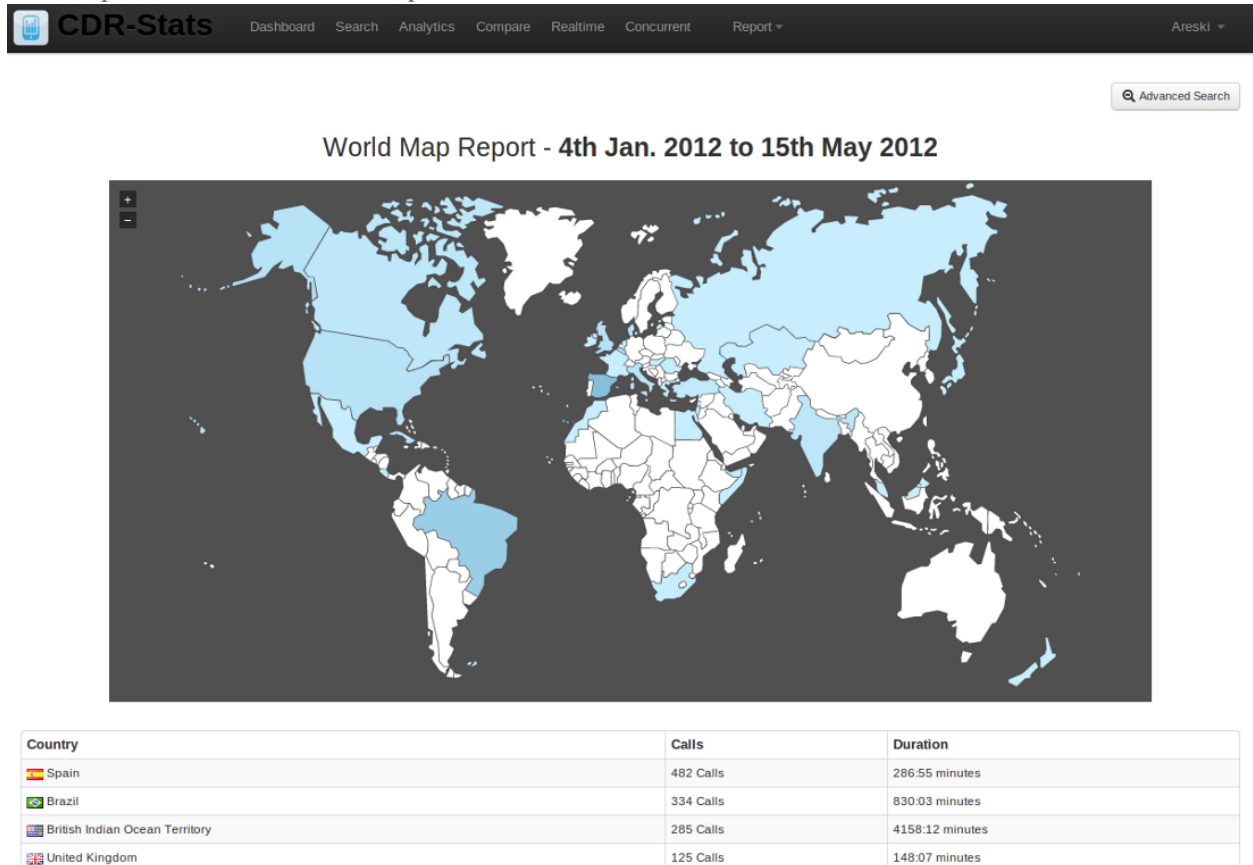 CDR-Stats Dashboard Search Analytics Compare Realtime Concurrent Report Areski
Advanced Search
World Map Report - 4th Jan. 2012 to 15th May 2012
+
−
Country Calls Duration
Spain 482 Calls 286:55 minutes
Brazil 334 Calls 830:03 minutes
British Indian Ocean Territory 285 Calls 4158:12 minutes
United Kingdom 125 Calls 148:07 minutes